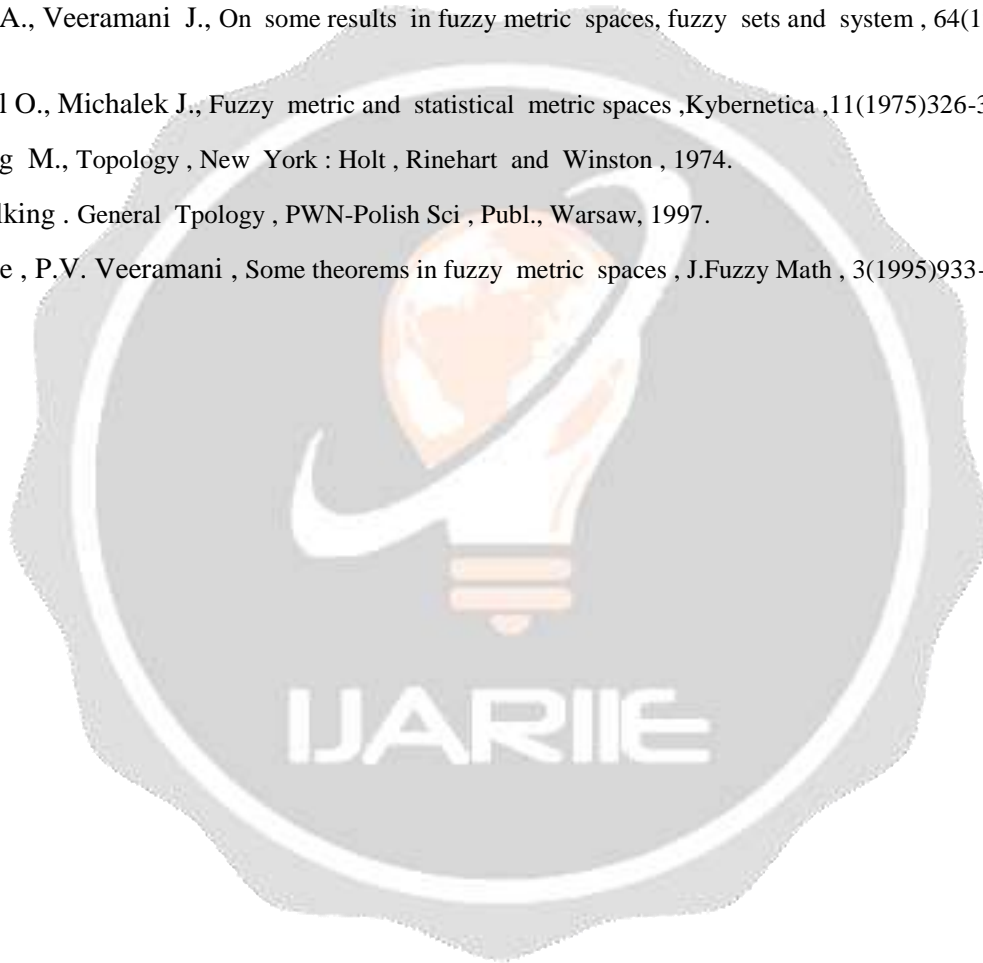 A., Veeramani J., On some results in fuzzy metric spaces, fuzzy sets and system , 64(1
l O., Michalek J., Fuzzy metric and statistical metric spaces ,Kybernetica ,11(1975)326-3
g M., Topology , New York : Holt , Rinehart and Winston , 1974.
lking . General Tpology , PWN-Polish Sci , Publ., Warsaw, 1997.
e , P.V. Veeramani , Some theorems in fuzzy metric spaces , J.Fuzzy Math , 3(1995)933-
IJARIIE